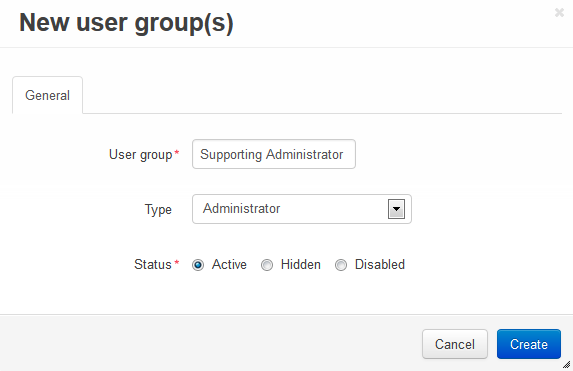 New user group(s)
General
User group * Supporting Administrator
Type Administrator
Status * Active Hidden Disabled
Cancel Create